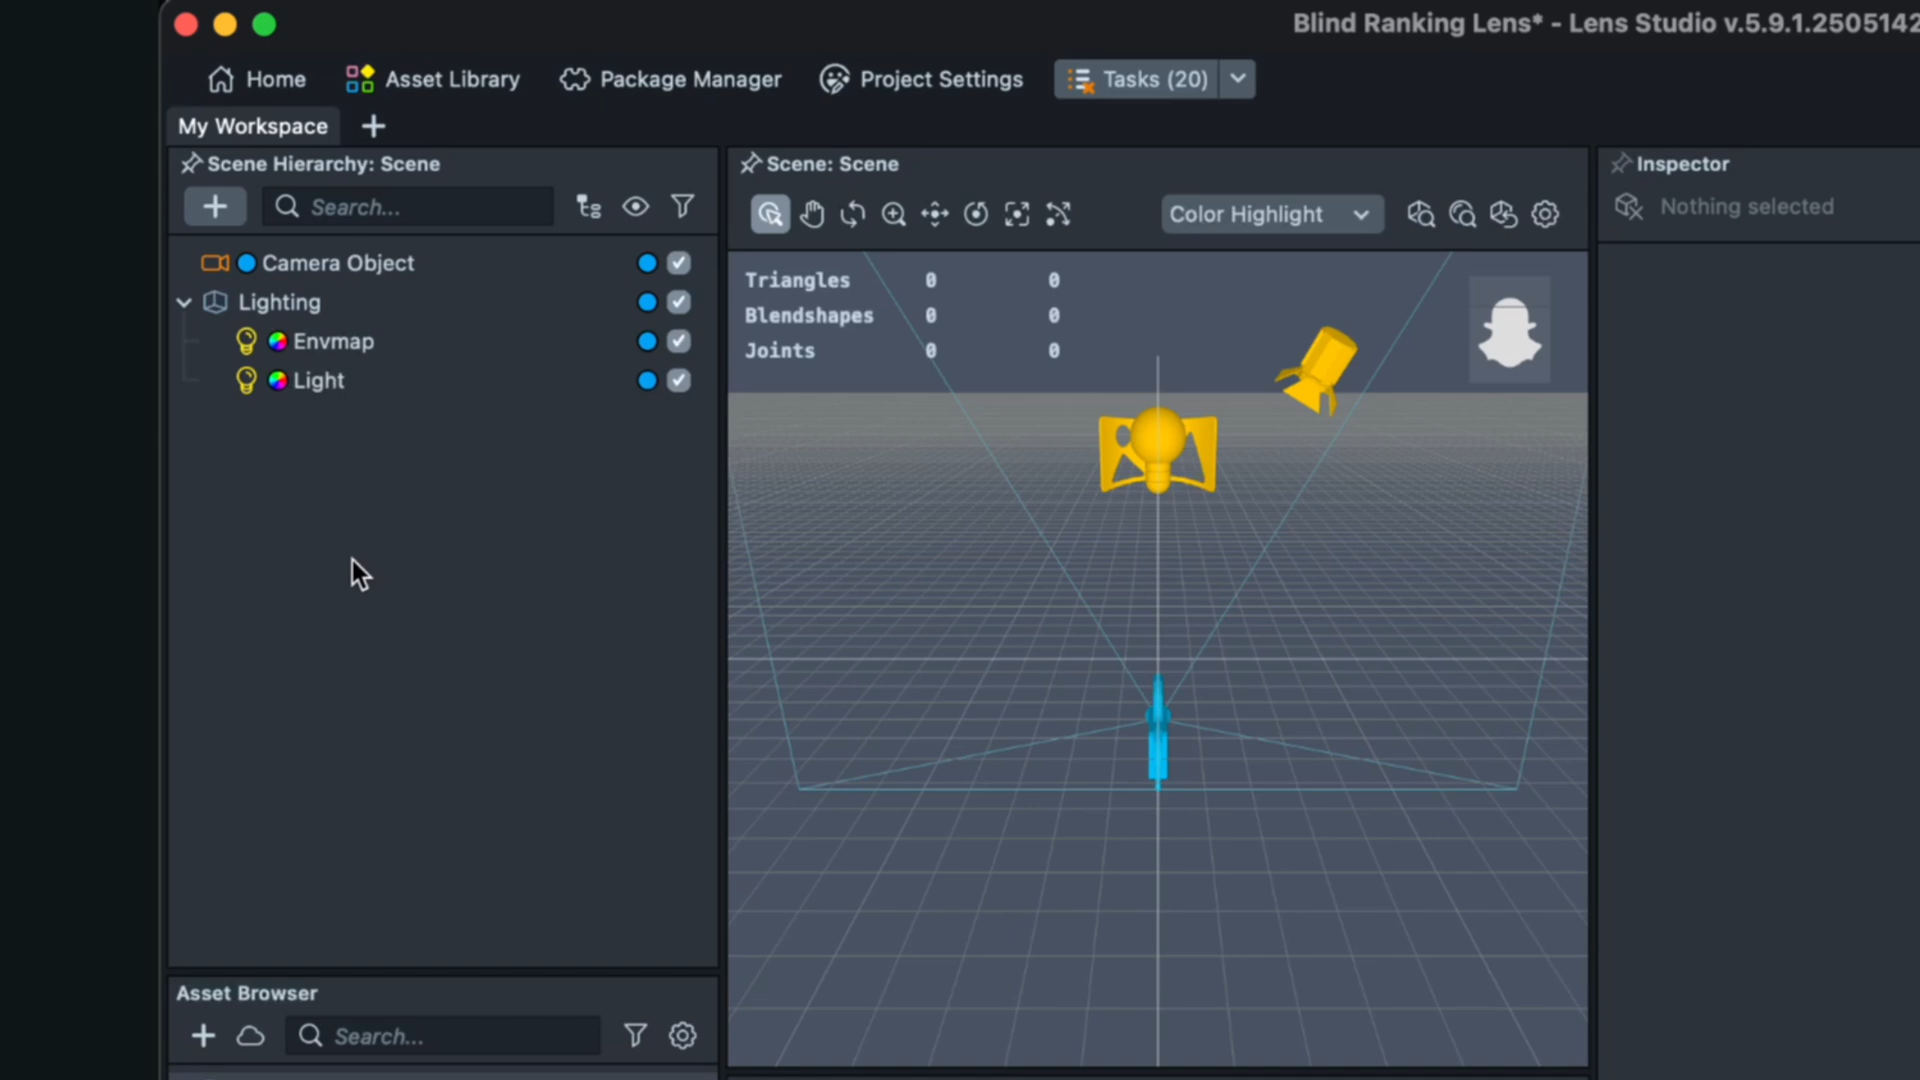 Blind Ranking Lens* - Lens Studio v.5.9.1.2505142
Home
Asset Library
Package Manager
Project Settings
Tasks (20)
My Workspace
Scene Hierarchy: Scene
Search...
Camera Object
Lighting
Envmap
Light
Scene: Scene
Color Highlight
Triangles 0 0
Blendshapes 0 0
Joints 0 0
Inspector
Nothing selected
Asset Browser
Search...